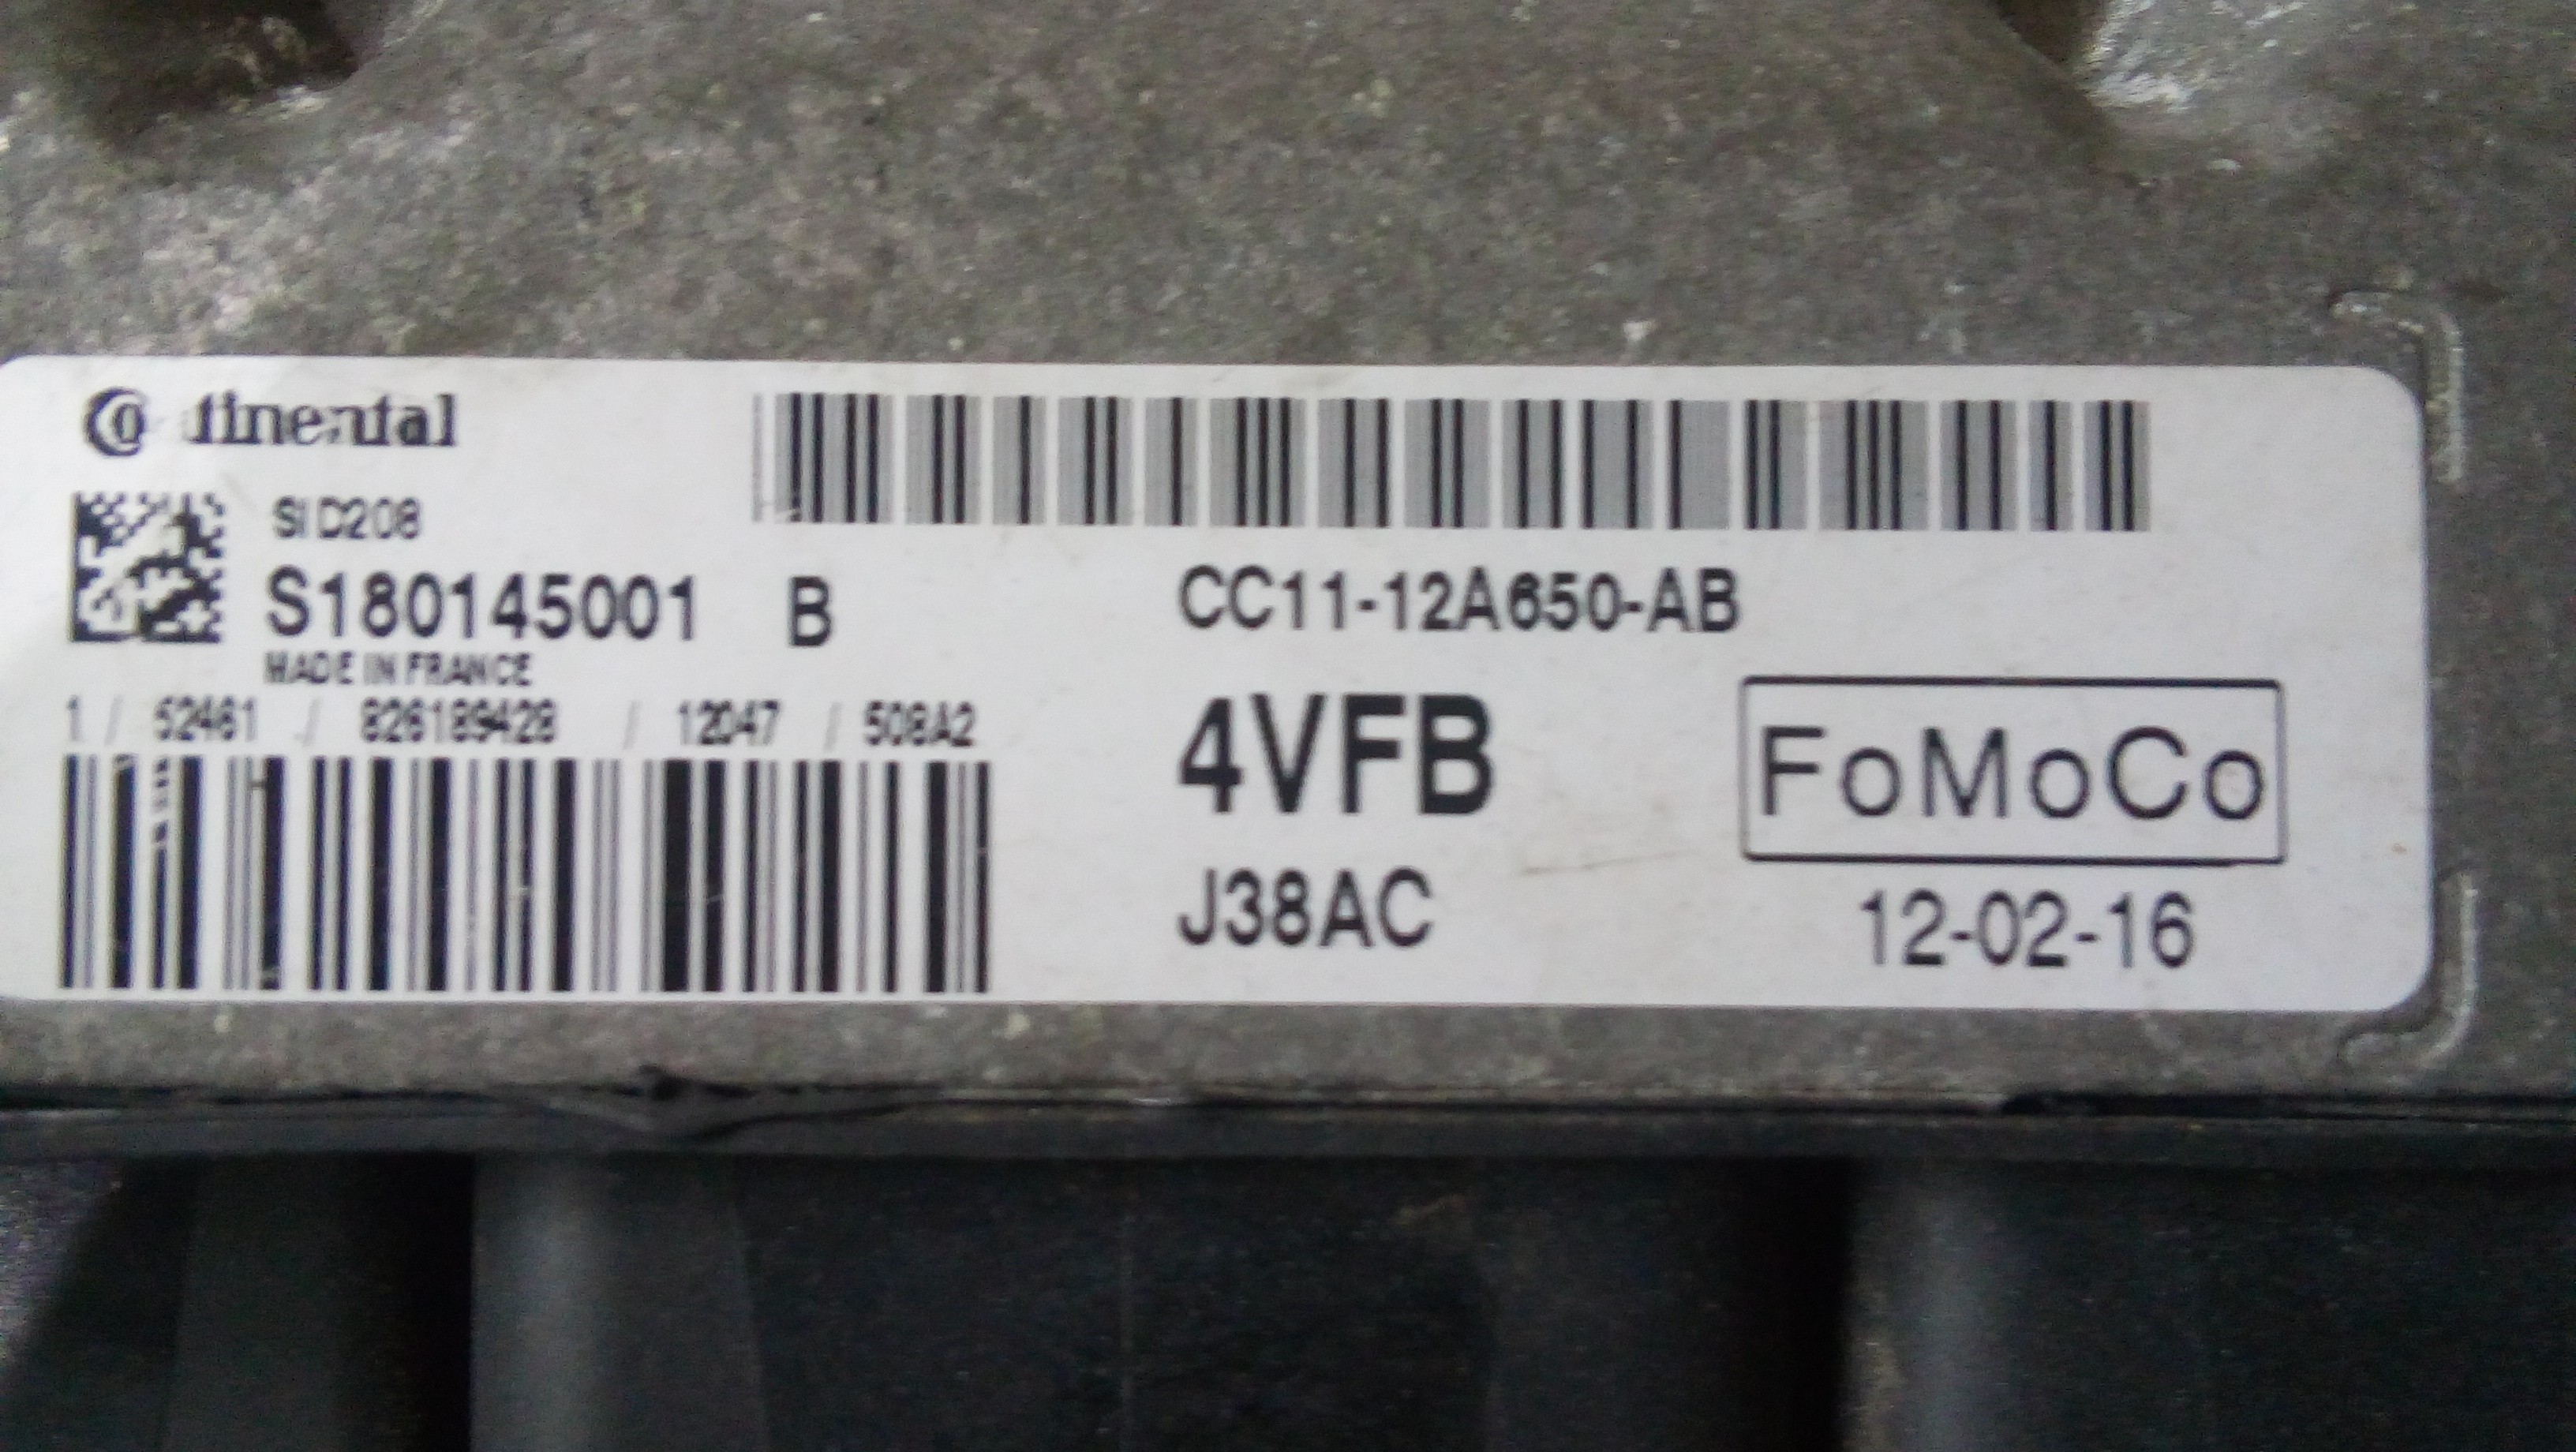 Continental
SID208
S180145001 B
MADE IN FRANCE
1 / 52461 / 826189428 / 12047 / 508A2
CC11-12A650-AB
4VFB
FoMoCo
J38AC
12-02-16